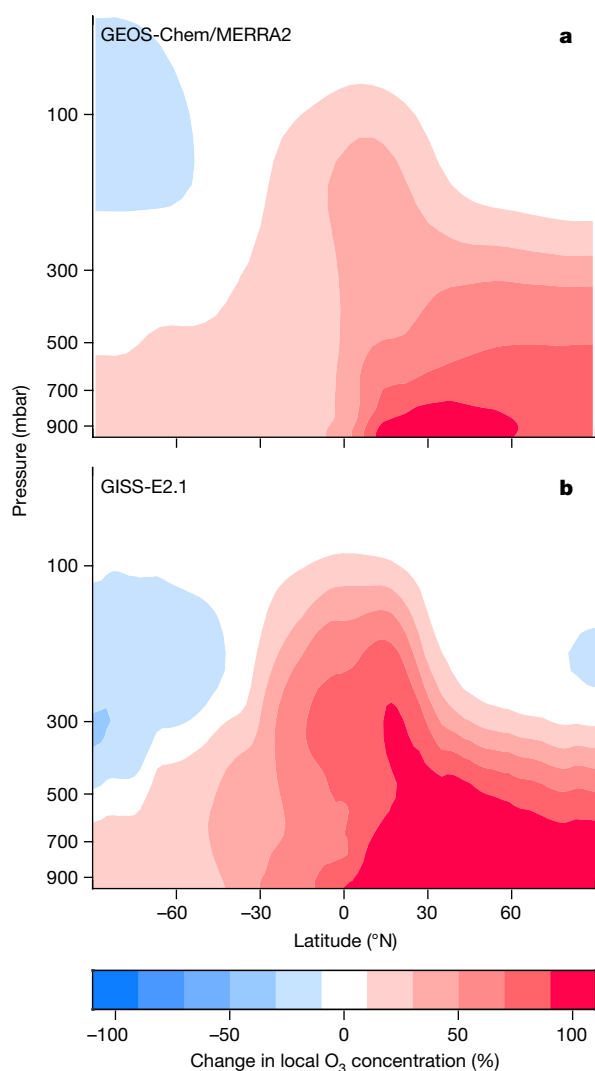 GEOS-Chem/MERRA2
a
100
300
500
700
900
Pressure (mbar)
GISS-E2.1
b
100
300
500
700
900
−60 −30 0 30 60
Latitude (°N)
−100 −50 0 50 100
Change in local O₃ concentration (%)